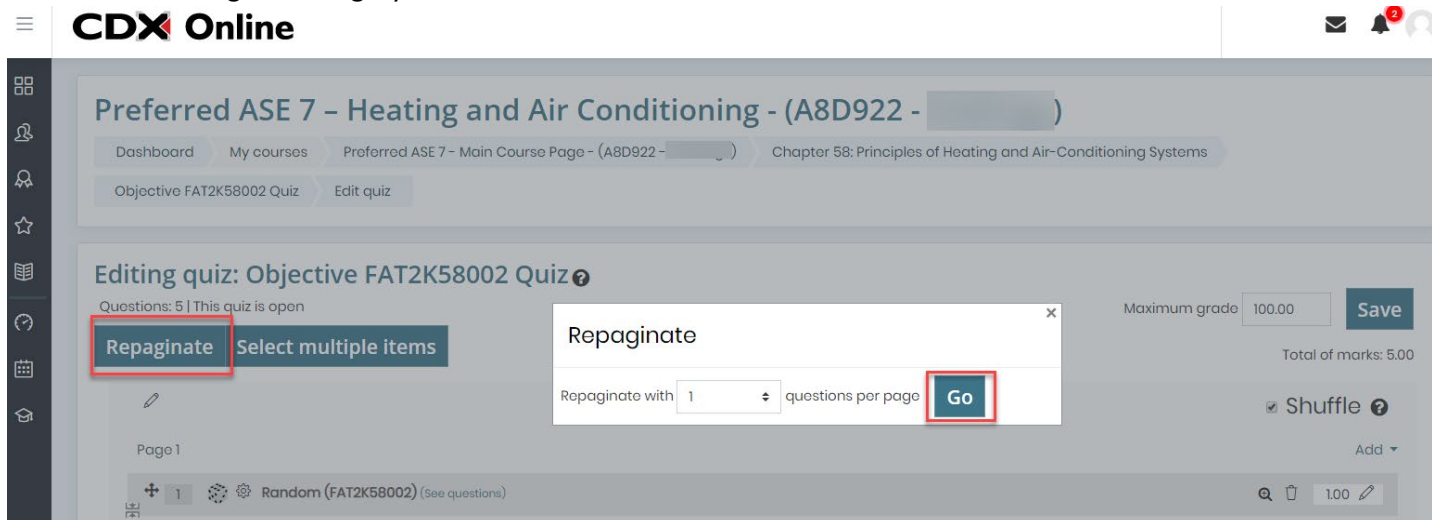 CDX Online
2
Preferred ASE 7 – Heating and Air Conditioning - (A8D922 - )
Dashboard My courses Preferred ASE 7 - Main Course Page - (A8D922 - ) Chapter 58: Principles of Heating and Air-Conditioning Systems
Objective FAT2K58002 Quiz Edit quiz
Editing quiz: Objective FAT2K58002 Quiz
Questions: 5 | This quiz is open
Maximum grade 100.00 Save
Repaginate Select multiple items
Repaginate
Total of marks: 5.00
Repaginate with 1 questions per page Go
Shuffle
Page 1
Add
1 Random (FAT2K58002) (See questions) 1.00